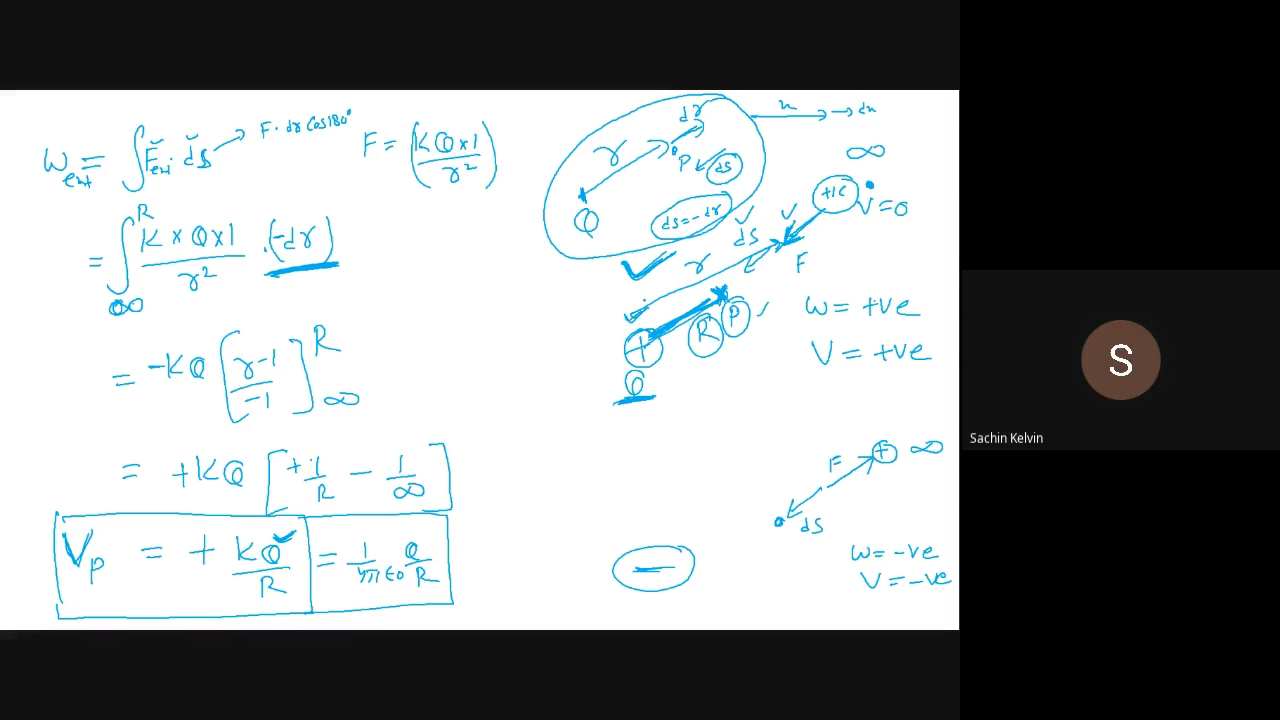 W_ext = ∫ F_ext · ds → F · dr Cos180°
F = (KQ×1 / r²)
= ∫_∞^R K×Q×1 / r² · (-dr)
= -KQ [r-1 / -1]_∞^R
= +KQ [+1/R - 1/∞]
V_p = + KQ/R = 1/4πε0 Q/R
dr
r
P
ds
Q
ds=-dr
x → dx
∞
+1C
V=0
ds
r
F
+
R
P
Q
W = +ve
V = +ve
F
+
∞
ds
−
W = -ve
V = -ve
S
Sachin Kelvin